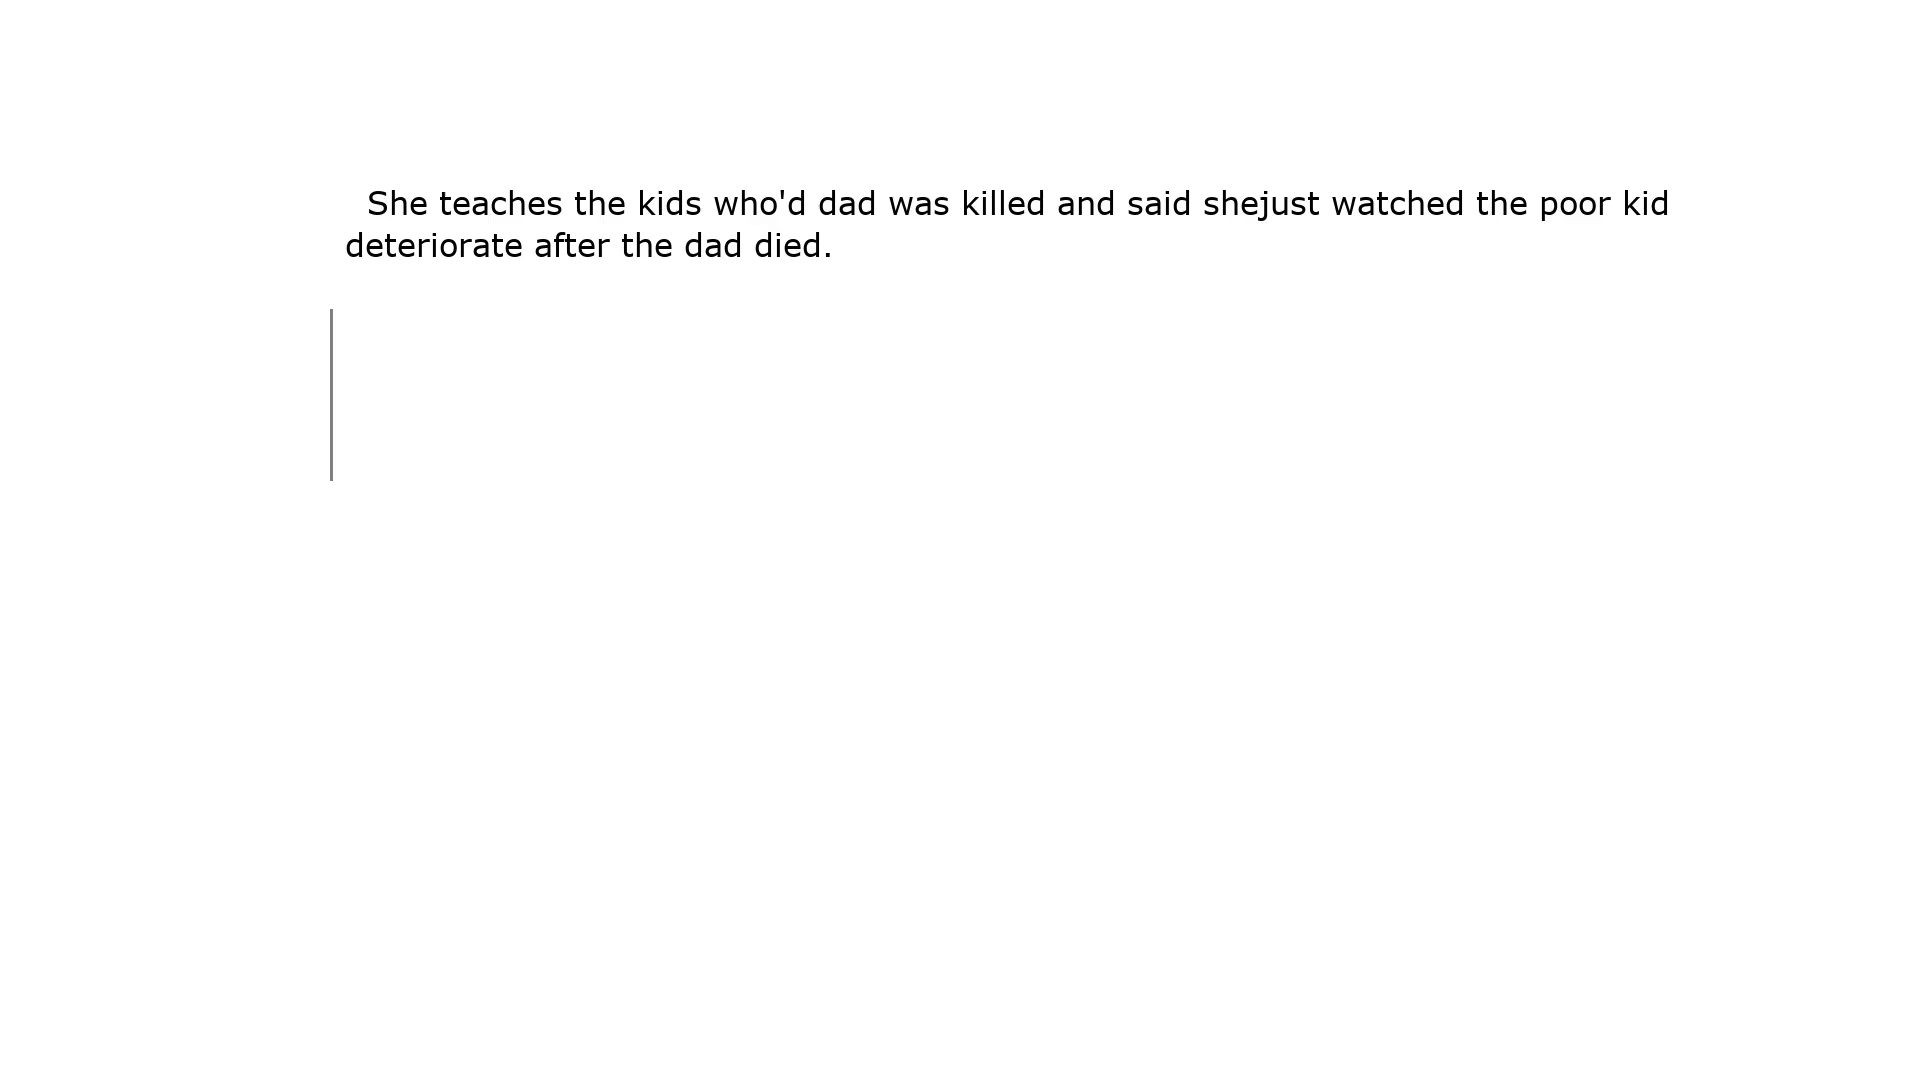 She teaches the kids who'd dad was killed and said shejust watched the poor kid
deteriorate after the dad died.